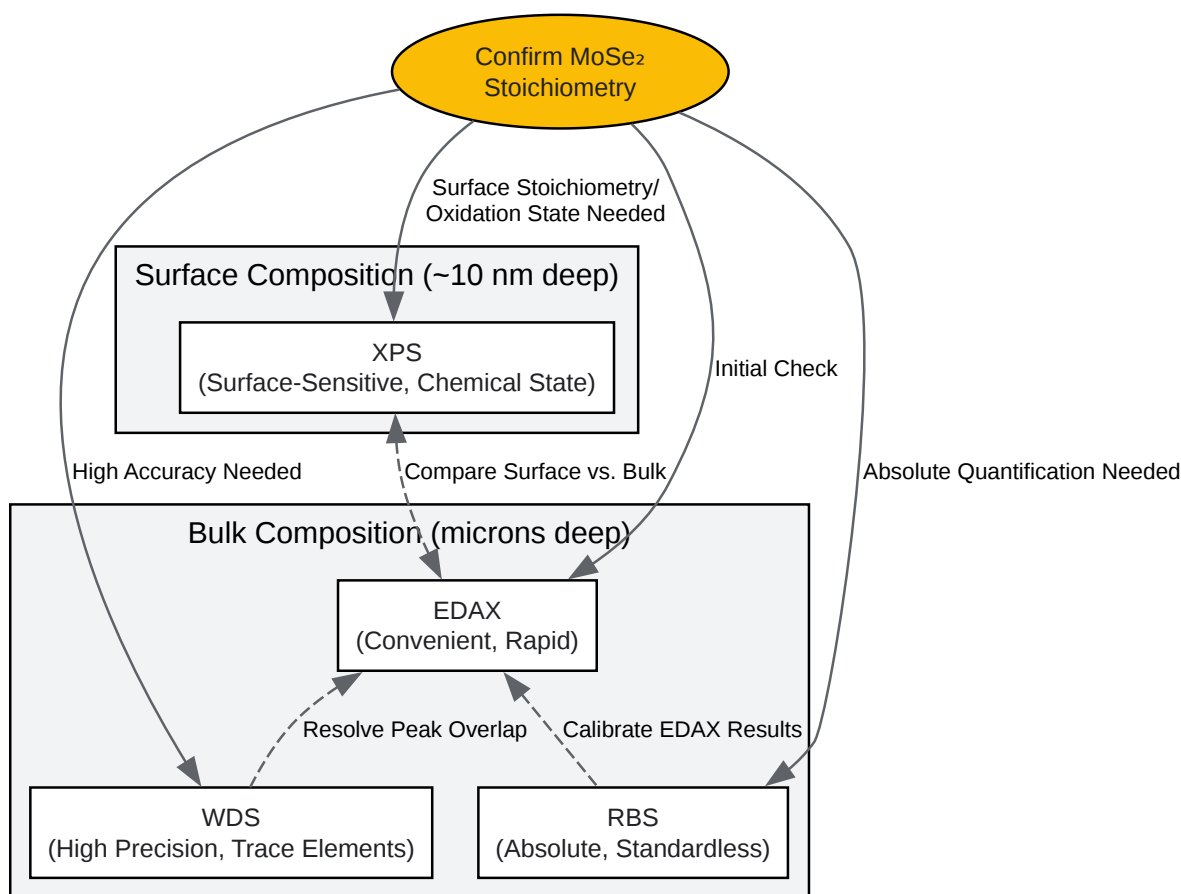 Confirm MoSe₂
Stoichiometry
Surface Stoichiometry/
Oxidation State Needed
Surface Composition (~10 nm deep)
XPS
(Surface-Sensitive, Chemical State)
Initial Check
High Accuracy Needed
Compare Surface vs. Bulk
Absolute Quantification Needed
Bulk Composition (microns deep)
EDAX
(Convenient, Rapid)
Resolve Peak Overlap
Calibrate EDAX Results
WDS
(High Precision, Trace Elements)
RBS
(Absolute, Standardless)